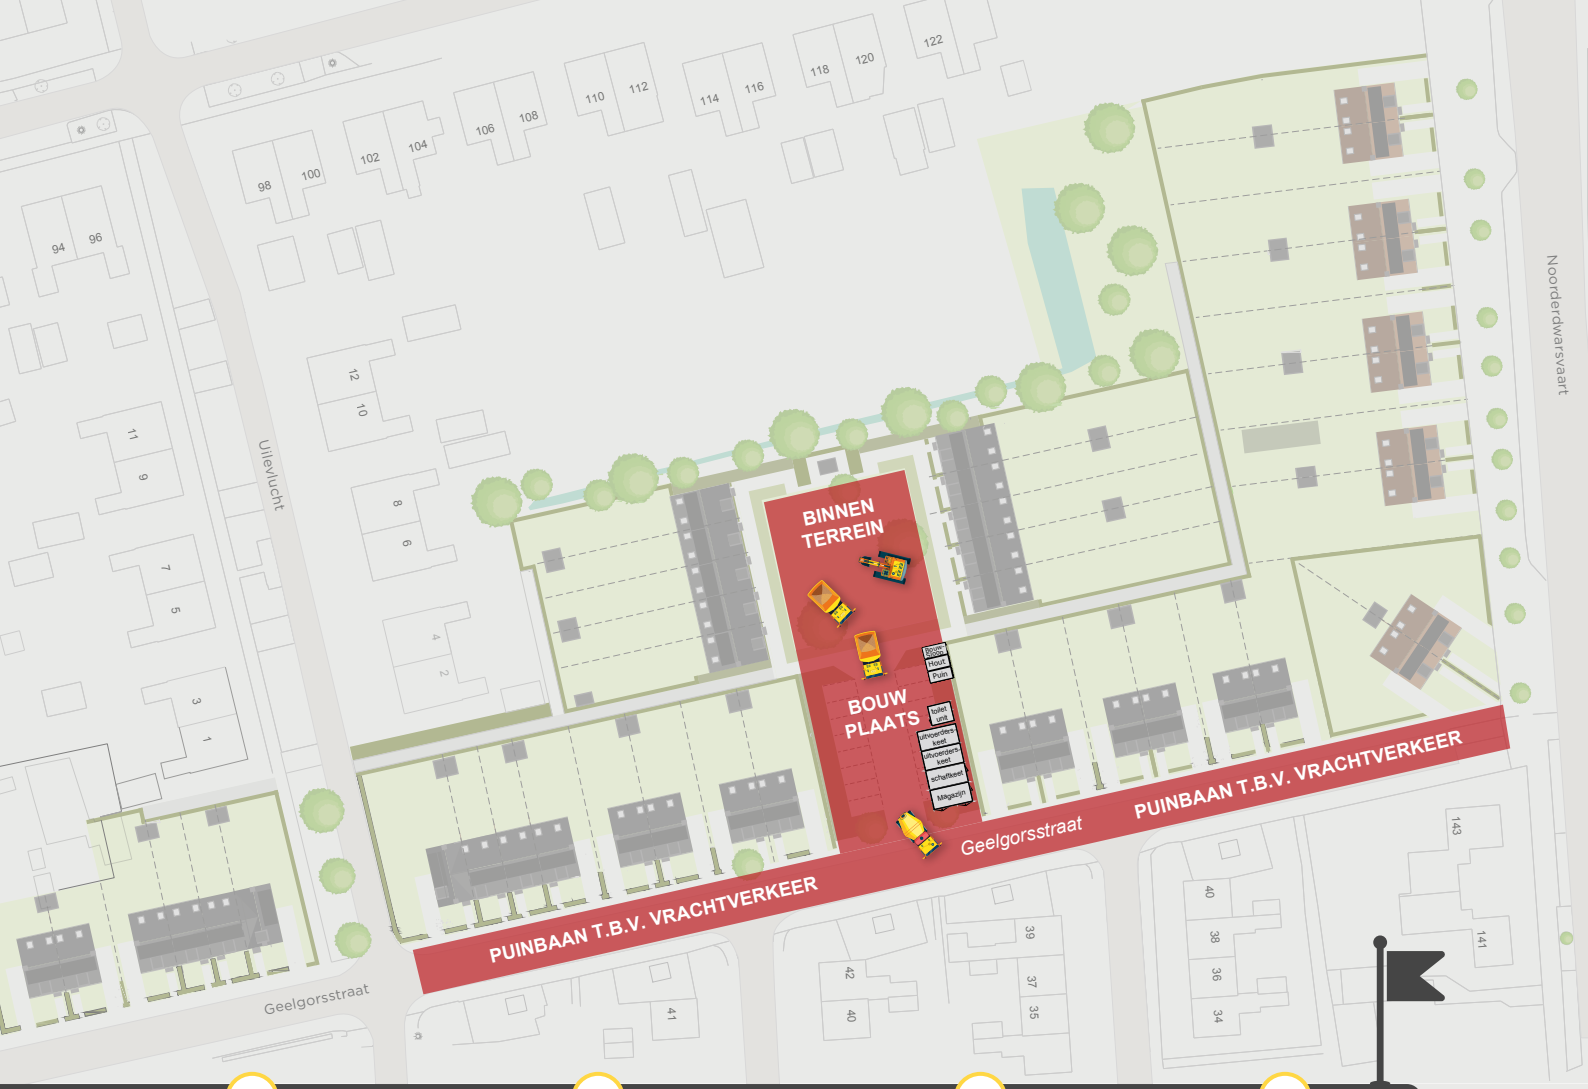 122
120
118
116
114
112
110
108
106
104
102
100
98
96
94
Noorderdwarsvaart
12
10
11
9
Uilevlucht
8
6
7
5
4
2
3
1
BINNEN
TERREIN
BOUW
PLAATS
Bouw-
Hout
Puin
toilet
unit
uitvoerders-
keet
uitvoerders-
keet
schaftkeet
Magazijn
PUINBAAN T.B.V. VRACHTVERKEER
Geelgorsstraat
PUINBAAN T.B.V. VRACHTVERKEER
Geelgorsstraat
143
141
40
38
36
34
39
37
35
42
40
41